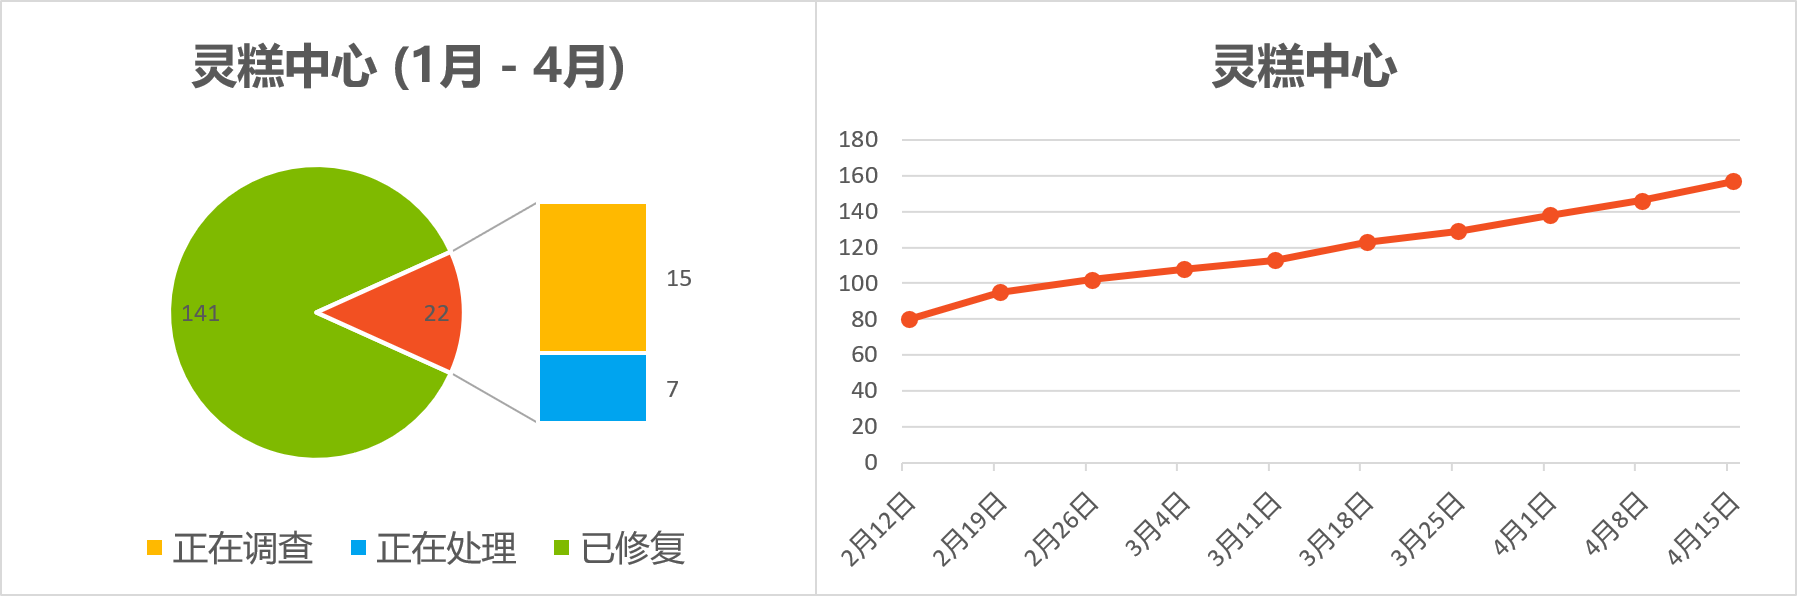 灵糕中心 (1月 - 4月)
141
22
15
7
正在调查
正在处理
已修复
灵糕中心
180
160
140
120
100
80
60
40
20
0
2月12日
2月19日
2月26日
3月4日
3月11日
3月18日
3月25日
4月1日
4月8日
4月15日